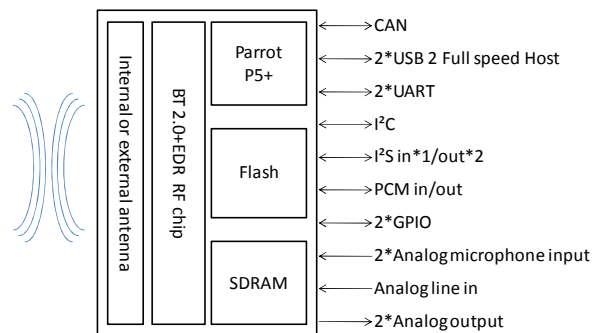 Internal or external antenna
BT 2.0+EDR RF chip
Parrot
P5+
Flash
SDRAM
CAN
2*USB 2 Full speed Host
2*UART
I²C
I²S in*1/out*2
PCM in/out
2*GPIO
2*Analog microphone input
Analog line in
2*Analog output